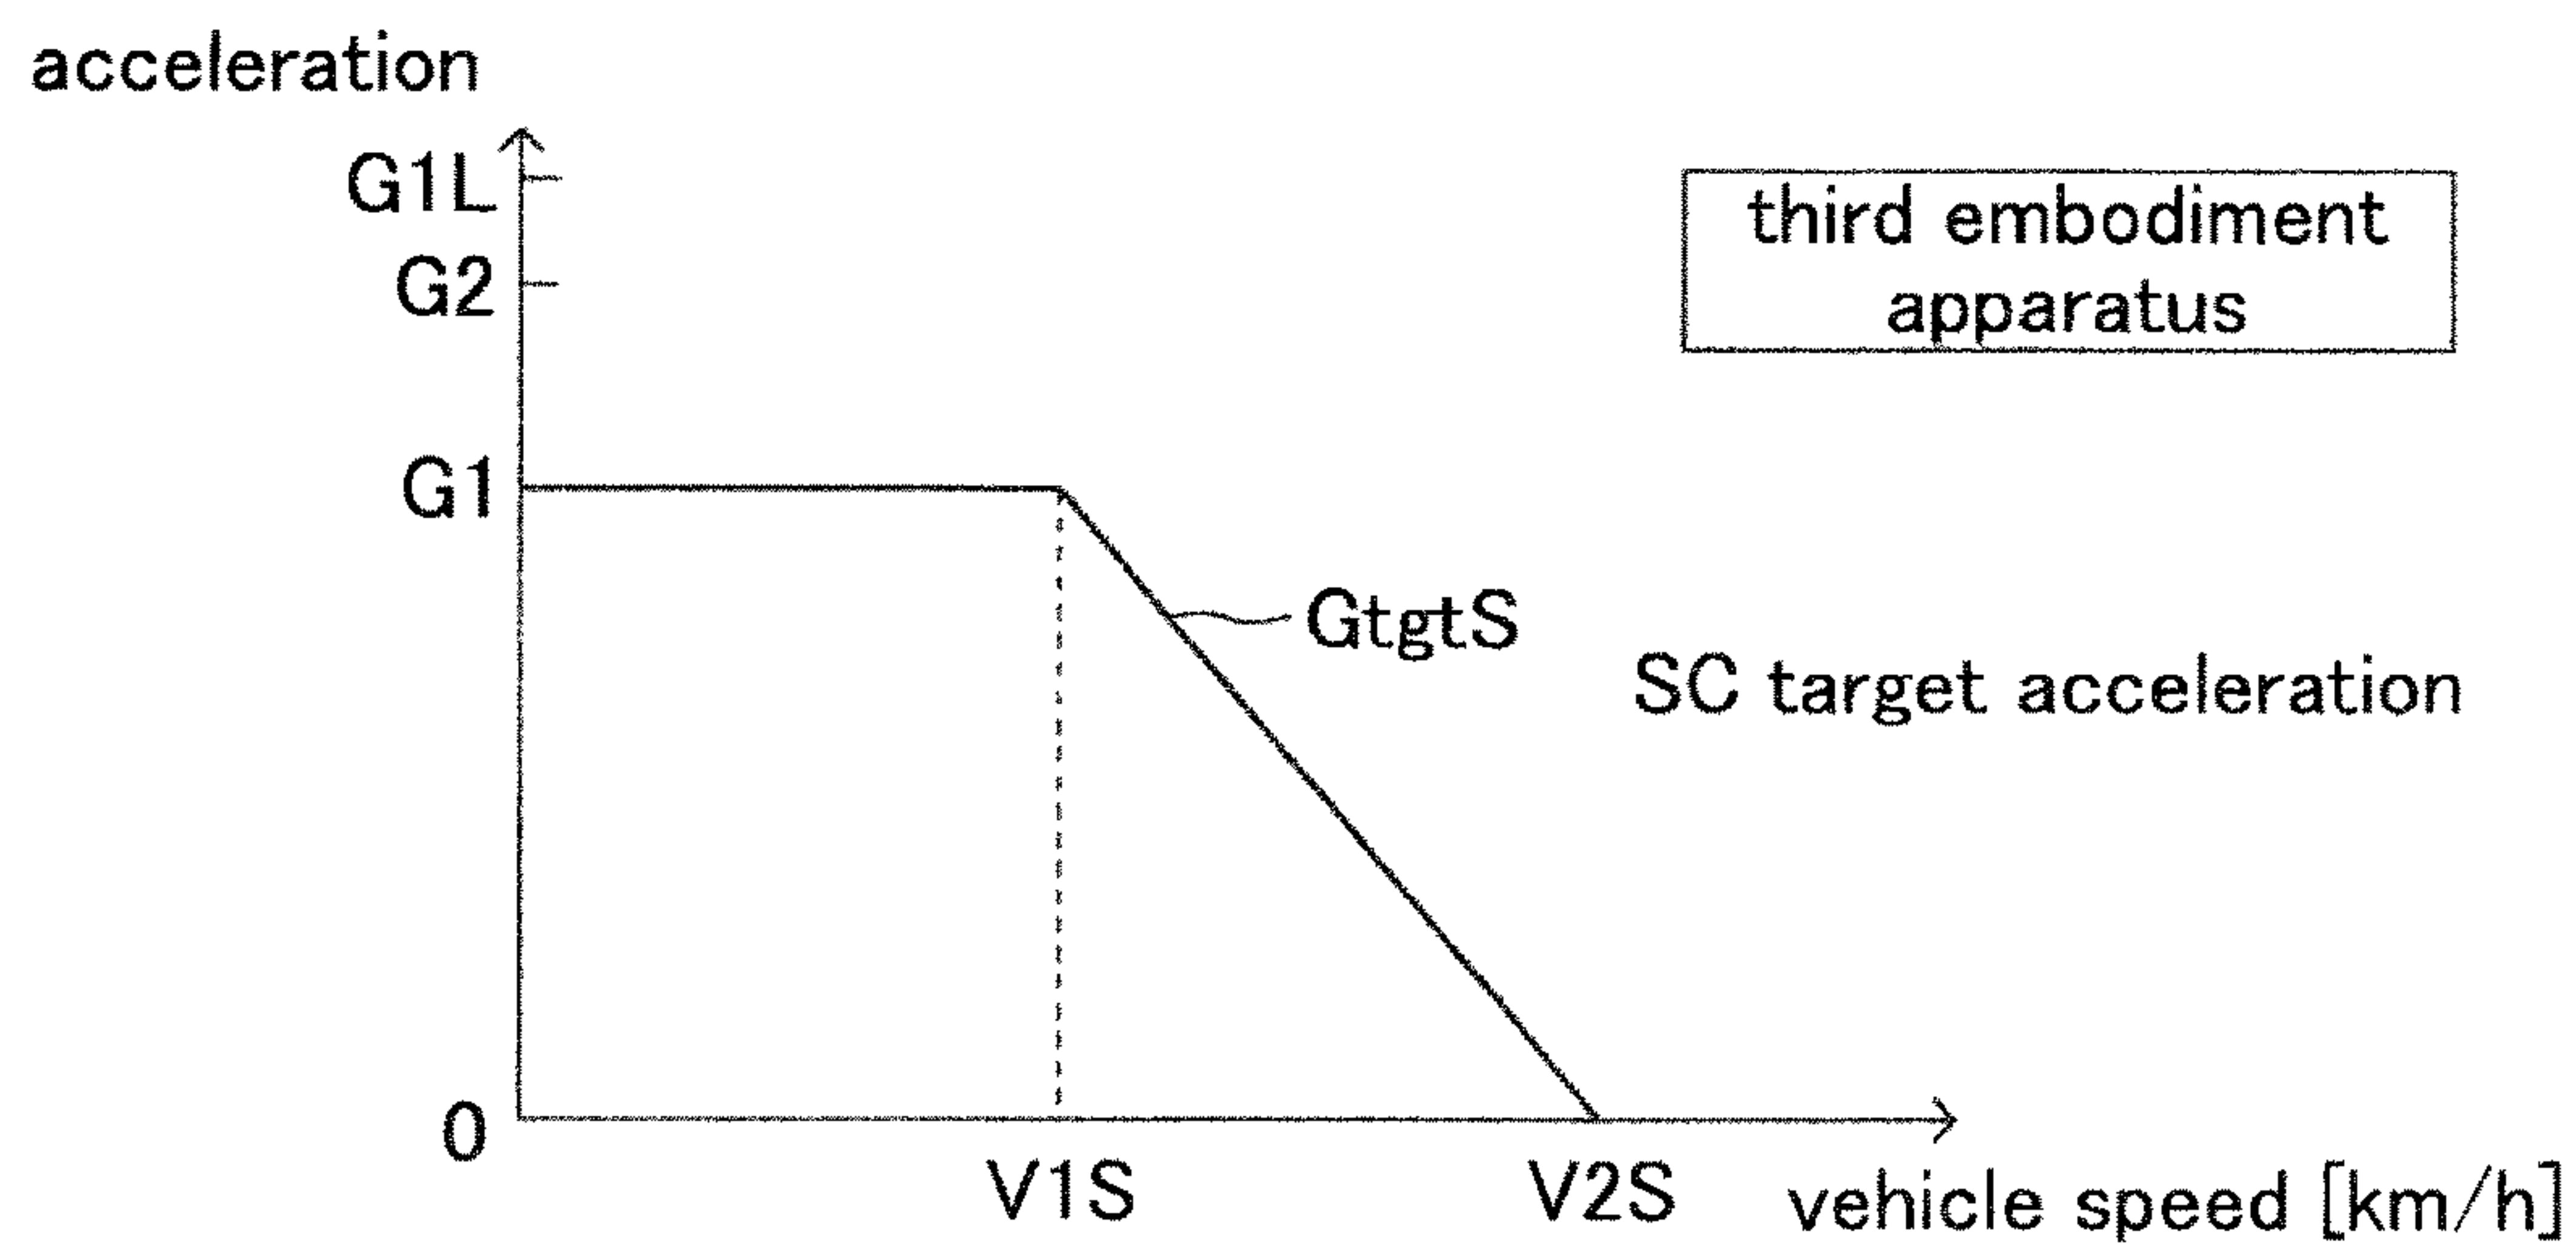 acceleration
G1L
G2
third embodiment
apparatus
G1
GtgtS
SC target acceleration
0
V1S
V2S
vehicle speed [km/h]